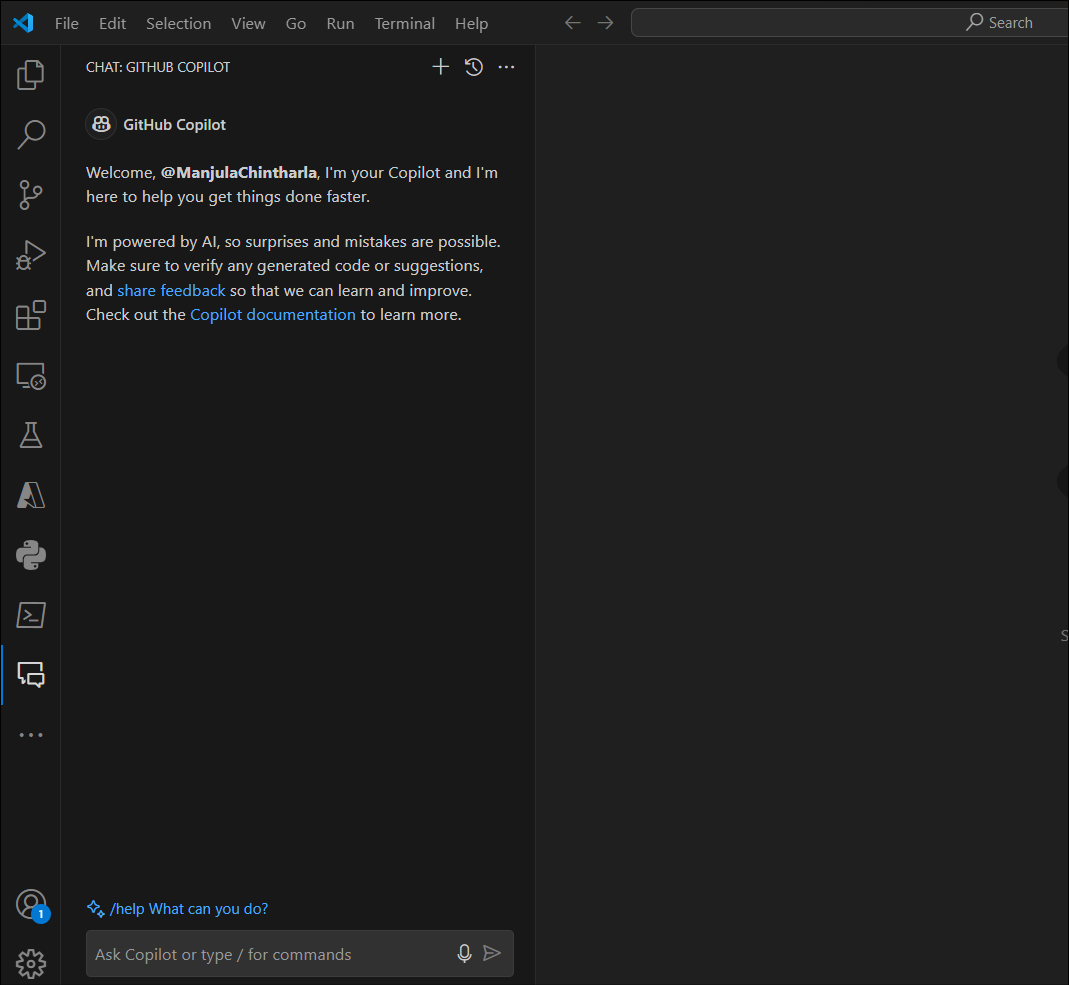 File Edit Selection View Go Run Terminal Help
Search
CHAT: GITHUB COPILOT
GitHub Copilot
Welcome, @ManjulaChintharla, I'm your Copilot and I'm
here to help you get things done faster.
I'm powered by AI, so surprises and mistakes are possible.
Make sure to verify any generated code or suggestions,
and share feedback so that we can learn and improve.
Check out the Copilot documentation to learn more.
S
1
/help What can you do?
Ask Copilot or type / for commands